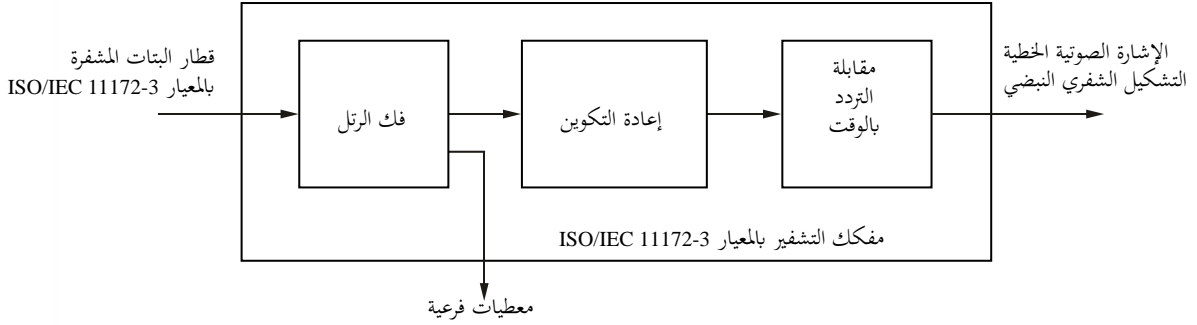 قطار البتات المشفرة
بالمعيار ISO/IEC 11172-3
فك الرتل
إعادة التكوين
مقابلة
التردد
بالوقت
الإشارة الصوتية الخطية
التشكيل الشفري النبضي
مفكك التشفير بالمعيار ISO/IEC 11172-3
معطيات فرعية